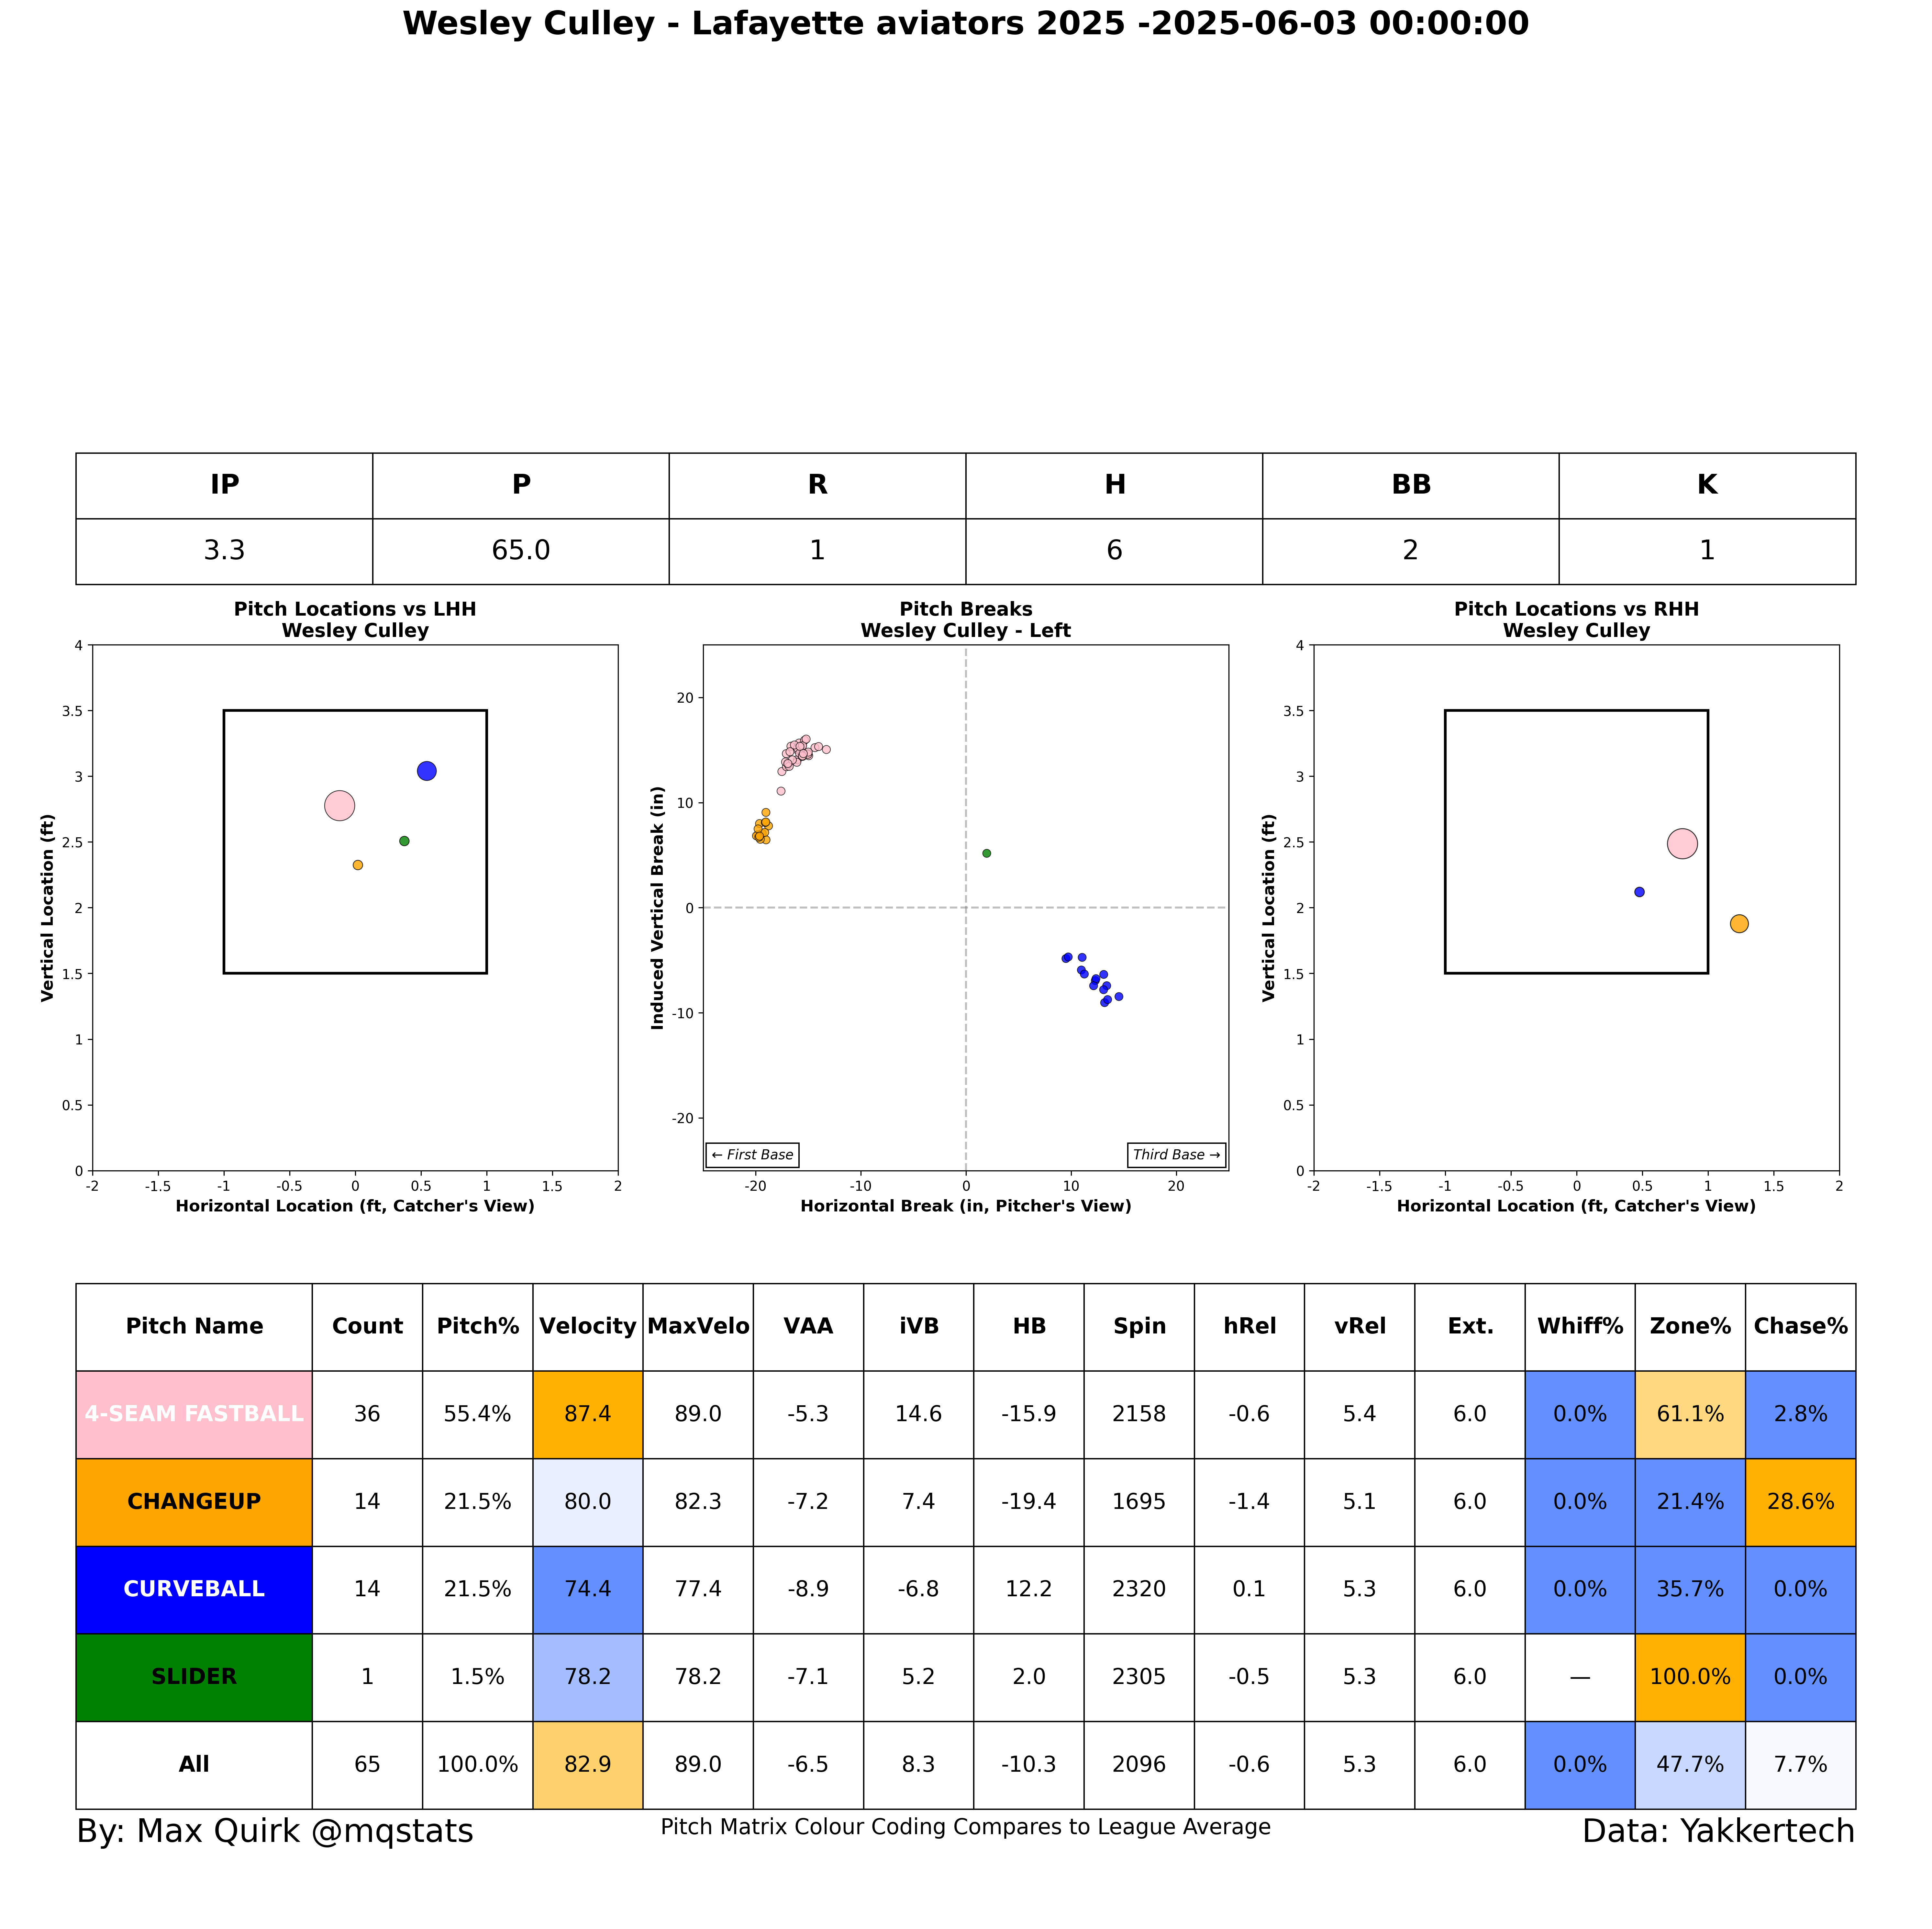 Wesley Culley - Lafayette aviators 2025 -2025-06-03 00:00:00
IP P R H BB K
3.3 65.0 1 6 2 1
Pitch Locations vs LHH
Wesley Culley
4
3.5
3
2.5
2
1.5
1
0.5
0
Vertical Location (ft)
-2 -1.5 -1 -0.5 0 0.5 1 1.5 2
Horizontal Location (ft, Catcher's View)
Pitch Breaks
Wesley Culley - Left
20
10
0
-10
-20
Induced Vertical Break (in)
← First Base
Third Base →
-20 -10 0 10 20
Horizontal Break (in, Pitcher's View)
Pitch Locations vs RHH
Wesley Culley
4
3.5
3
2.5
2
1.5
1
0.5
0
Vertical Location (ft)
-2 -1.5 -1 -0.5 0 0.5 1 1.5 2
Horizontal Location (ft, Catcher's View)
Pitch Name Count Pitch% Velocity MaxVelo VAA iVB HB Spin hRel vRel Ext. Whiff% Zone% Chase%
4-SEAM FASTBALL 36 55.4% 87.4 89.0 -5.3 14.6 -15.9 2158 -0.6 5.4 6.0 0.0% 61.1% 2.8%
CHANGEUP 14 21.5% 80.0 82.3 -7.2 7.4 -19.4 1695 -1.4 5.1 6.0 0.0% 21.4% 28.6%
CURVEBALL 14 21.5% 74.4 77.4 -8.9 -6.8 12.2 2320 0.1 5.3 6.0 0.0% 35.7% 0.0%
SLIDER 1 1.5% 78.2 78.2 -7.1 5.2 2.0 2305 -0.5 5.3 6.0 — 100.0% 0.0%
All 65 100.0% 82.9 89.0 -6.5 8.3 -10.3 2096 -0.6 5.3 6.0 0.0% 47.7% 7.7%
By: Max Quirk @mqstats
Pitch Matrix Colour Coding Compares to League Average
Data: Yakkertech